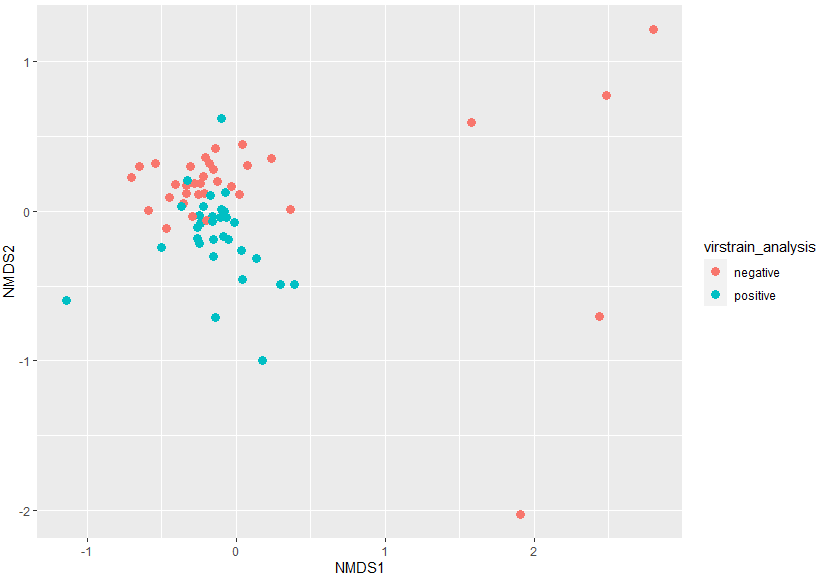 1
0
-1
-2
NMDS2
-1
0
1
2
NMDS1
virstrain_analysis
negative
positive